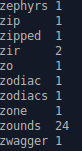 zephyrs 1
zip 1
zipped 1
zir 2
zo 1
zodiac 1
zodiacs 1
zone 1
zounds 24
zwagger 1